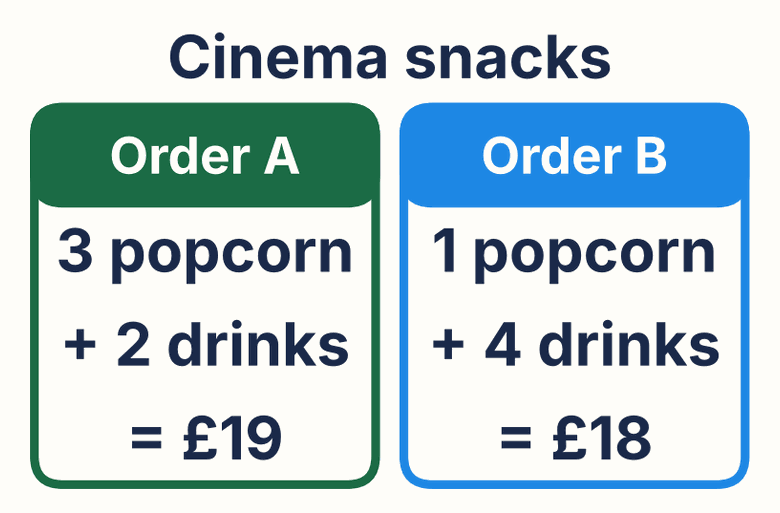 Cinema snacks
Order A
3 popcorn
+ 2 drinks
= £19
Order B
1 popcorn
+ 4 drinks
= £18